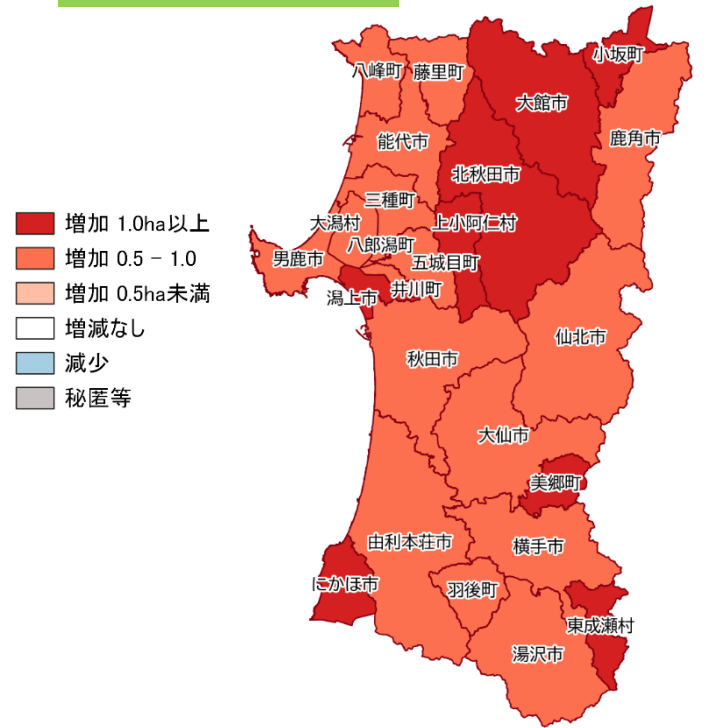 小坂町
八峰町
藤里町
大館市
鹿角市
能代市
北秋田市
三種町
大潟村
上小阿仁村
八郎潟町
男鹿市
五城目町
井川町
潟上市
仙北市
秋田市
大仙市
美郷町
由利本荘市
横手市
にかほ市
羽後町
東成瀬村
湯沢市
増加 1.0ha以上
増加 0.5 - 1.0
増加 0.5ha未満
増減なし
減少
秘匿等